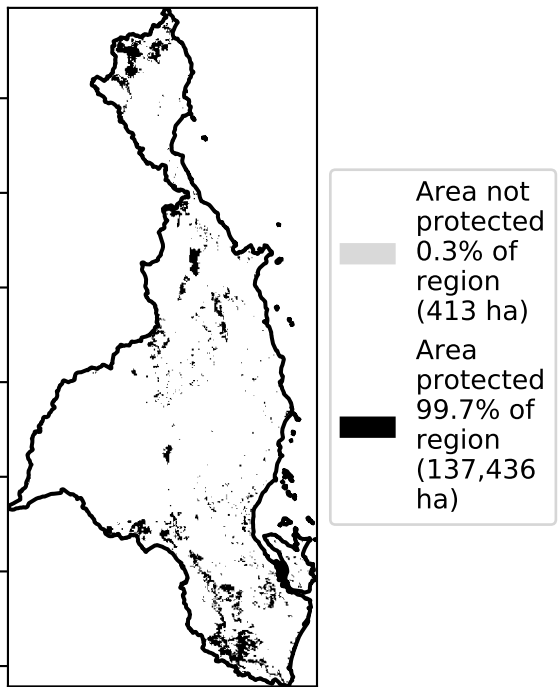 Area not
protected
0.3% of
region
(413 ha)
Area
protected
99.7% of
region
(137,436
ha)